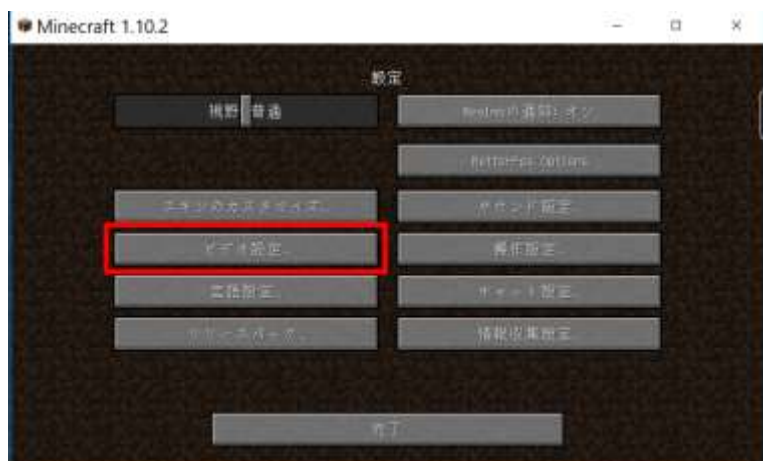 Minecraft 1.10.2
設定
視野: 普通
Realmsの通知: オン
BetterFps Options
スキンのカスタマイズ...
サウンド設定...
ビデオ設定...
操作設定...
言語設定...
チャット設定...
リソースパック...
情報収集設定...
完了